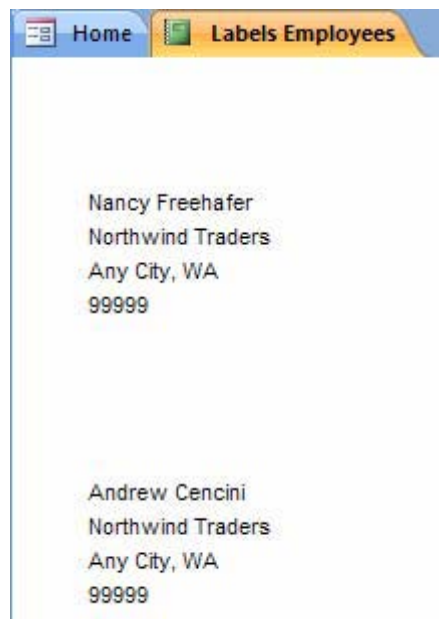 Home Labels Employees
Nancy Freehafer
Northwind Traders
Any City, WA
99999
Andrew Cencini
Northwind Traders
Any City, WA
99999